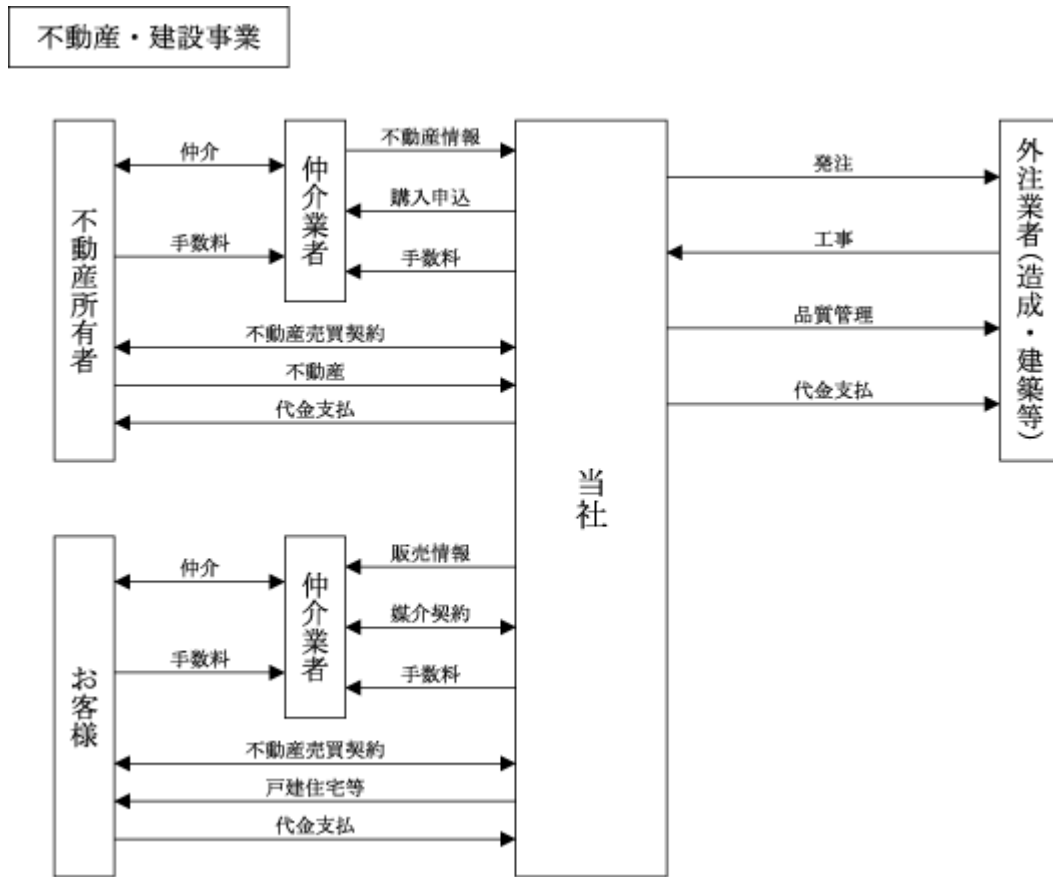 不動産・建設事業
不動産所有者
仲介
手数料
仲介業者
不動産情報
購入申込
手数料
不動産売買契約
不動産
代金支払
当社
発注
工事
品質管理
代金支払
外注業者(造成・建築等)
お客様
仲介
手数料
仲介業者
販売情報
媒介契約
手数料
不動産売買契約
戸建住宅等
代金支払